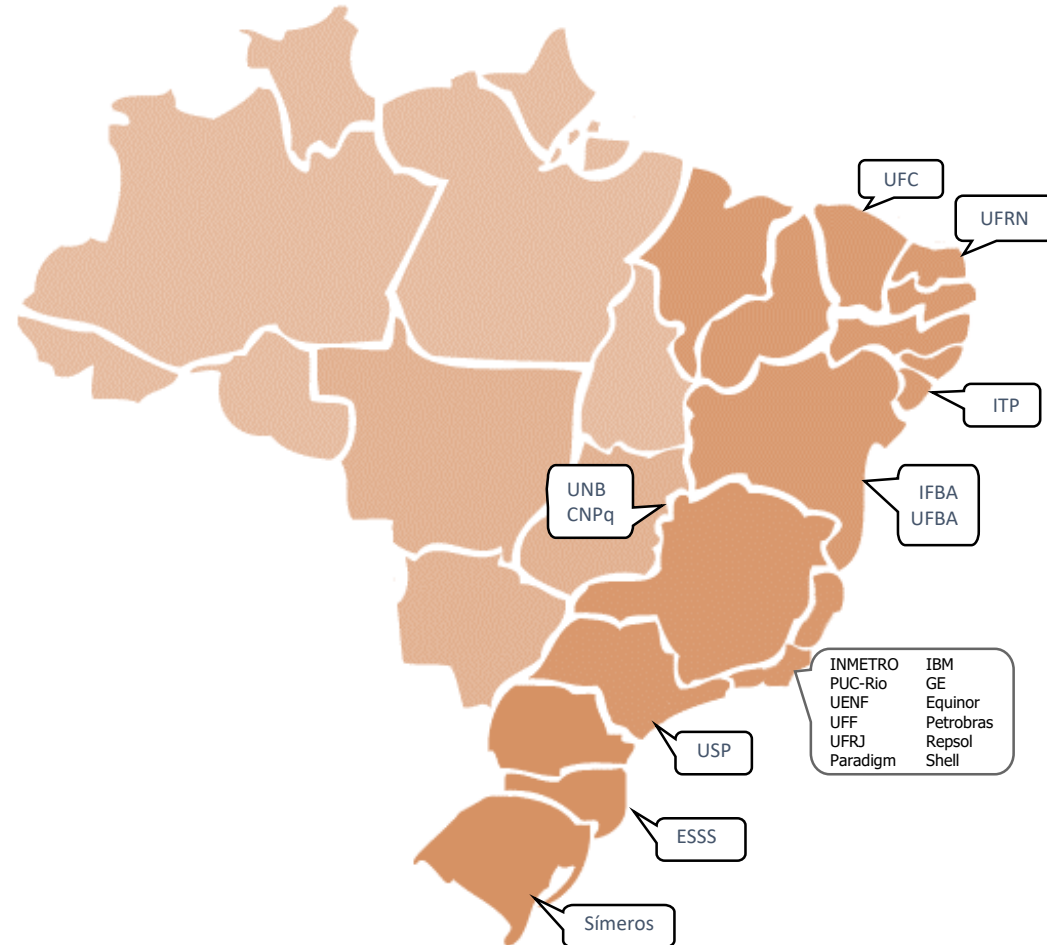 UFC
UFRN
ITP
UNB
CNPq
IFBA
UFBA
INMETRO IBM
PUC-Rio GE
UENF Equinor
UFF Petrobras
UFRJ Repsol
Paradigm Shell
USP
ESSS
Símeros